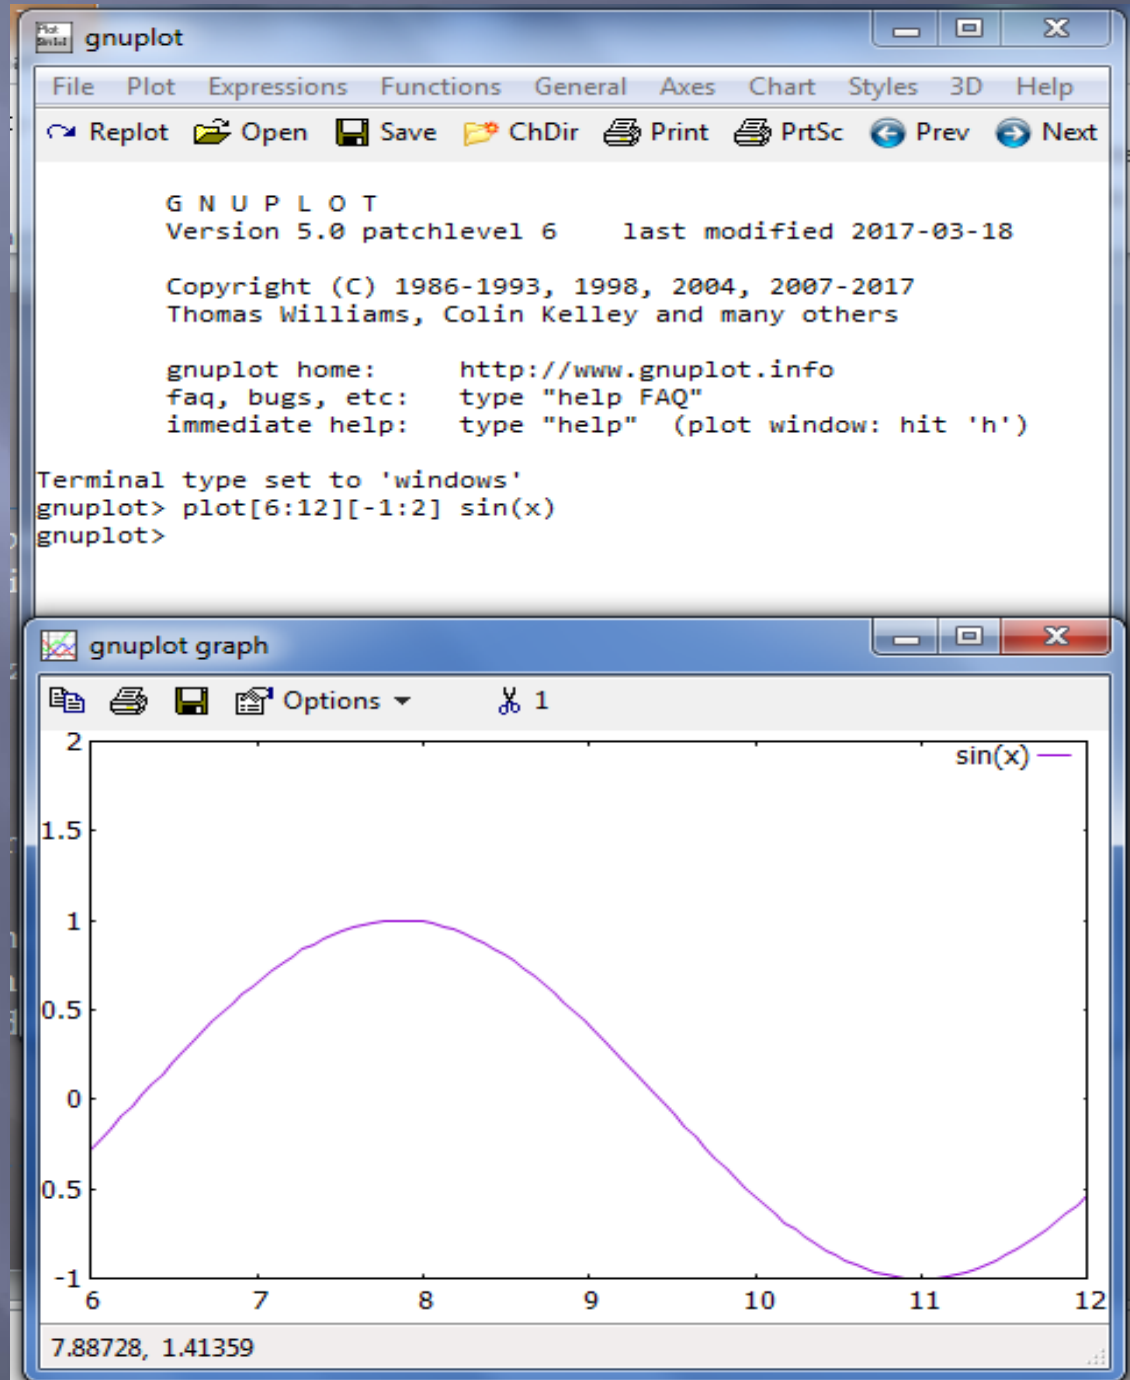 gnuplot
File Plot Expressions Functions General Axes Chart Styles 3D Help
Replot Open Save ChDir Print PrtSc Prev Next
G N U P L O T
Version 5.0 patchlevel 6 last modified 2017-03-18
Copyright (C) 1986-1993, 1998, 2004, 2007-2017
Thomas Williams, Colin Kelley and many others
gnuplot home: http://www.gnuplot.info
faq, bugs, etc: type "help FAQ"
immediate help: type "help" (plot window: hit 'h')
Terminal type set to 'windows'
gnuplot> plot[6:12][-1:2] sin(x)
gnuplot>
gnuplot graph
Options 1
2
sin(x)
1.5
1
0.5
0
0.5
-1
6 7 8 9 10 11 12
7.88728, 1.41359